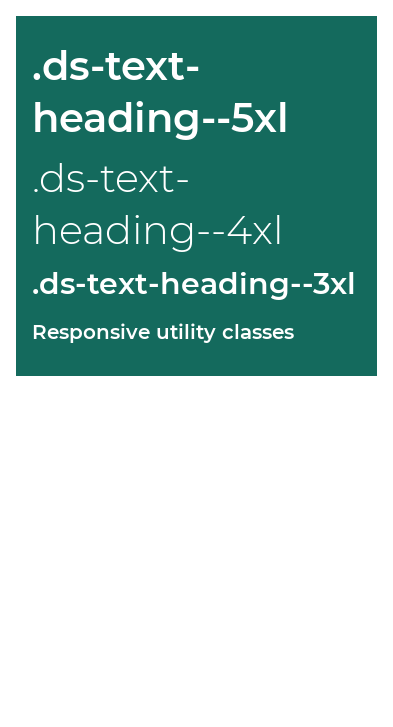 .ds-text-
heading--5xl
.ds-text-
heading--4xl
.ds-text-heading--3xl
Responsive utility classes